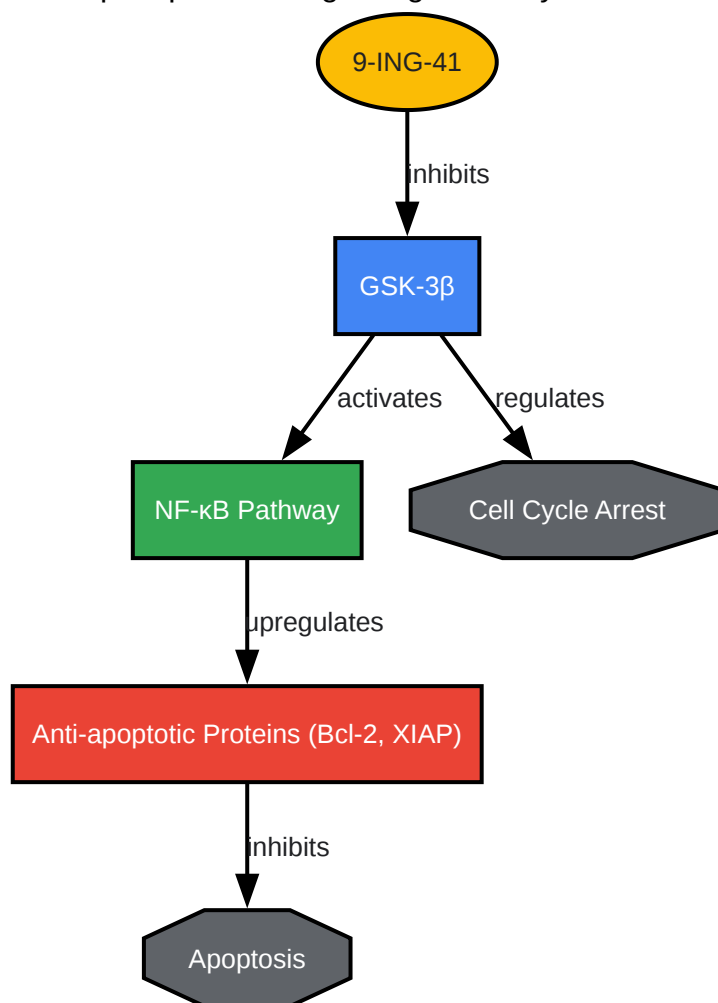 9-ING-41
inhibits
GSK-3β
activates
regulates
NF-κB Pathway
Cell Cycle Arrest
upregulates
Anti-apoptotic Proteins (Bcl-2, XIAP)
inhibits
Apoptosis